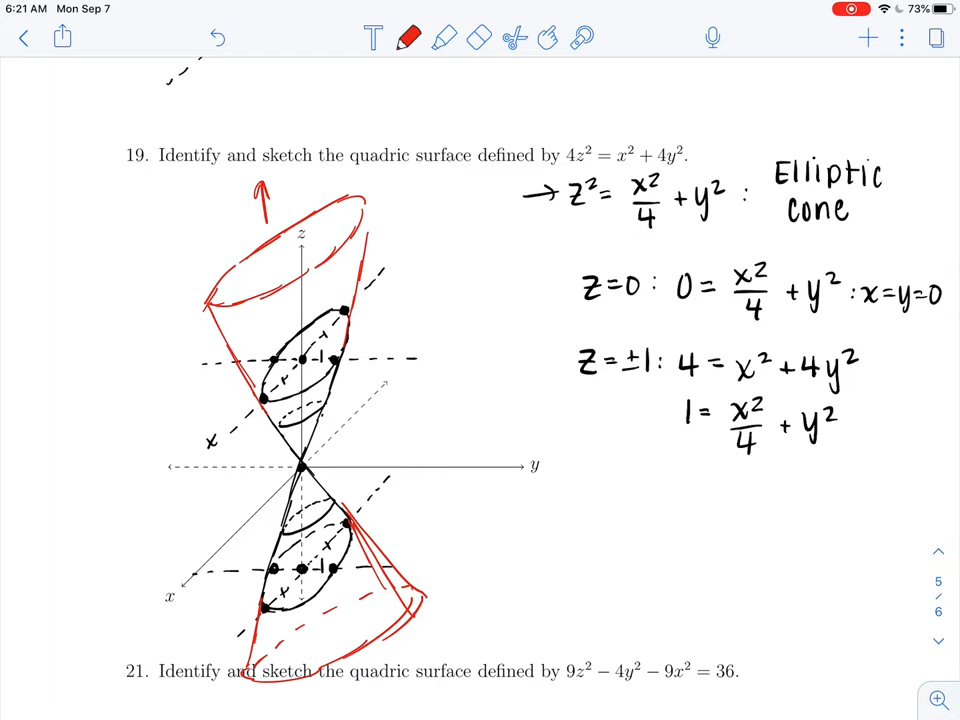 6:21 AM Mon Sep 7
73%
T
19. Identify and sketch the quadric surface defined by 4z² = x² + 4y².
→ z² = x²/4 + y² : Elliptic cone
z
z=0 : 0 = x²/4 + y² : x=y=0
1
z = ±1 : 4 = x² + 4y²
1 = x²/4 + y²
x
y
x
1
x
x
5
/
6
21. Identify and sketch the quadric surface defined by 9z² − 4y² − 9x² = 36.